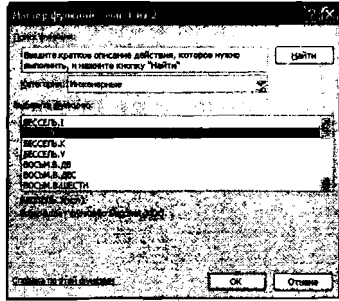 Мастер функций - шаг 1 из 2
Поиск функции:
Введите краткое описание действия, которое нужно
выполнить, и нажмите кнопку "Найти"
Найти
Категория: Инженерные
Выберите функцию:
БЕССЕЛЬ.I
БЕССЕЛЬ.K
БЕССЕЛЬ.Y
ВОСЬМ.В.ДВ
ВОСЬМ.В.ДЕС
ВОСЬМ.В.ШЕСТН
Справка по этой функции
ОК
Отмена